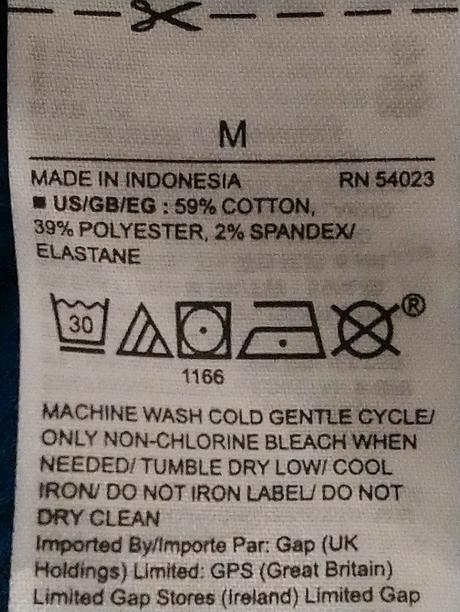 M
MADE IN INDONESIA RN 54023
■ US/GB/EG : 59% COTTON,
39% POLYESTER, 2% SPANDEX/
ELASTANE
30
®
1166
MACHINE WASH COLD GENTLE CYCLE/
ONLY NON-CHLORINE BLEACH WHEN
NEEDED/ TUMBLE DRY LOW/ COOL
IRON/ DO NOT IRON LABEL/ DO NOT
DRY CLEAN
Imported By/Importe Par: Gap (UK
Holdings) Limited: GPS (Great Britain)
Limited Gap Stores (Ireland) Limited Gap